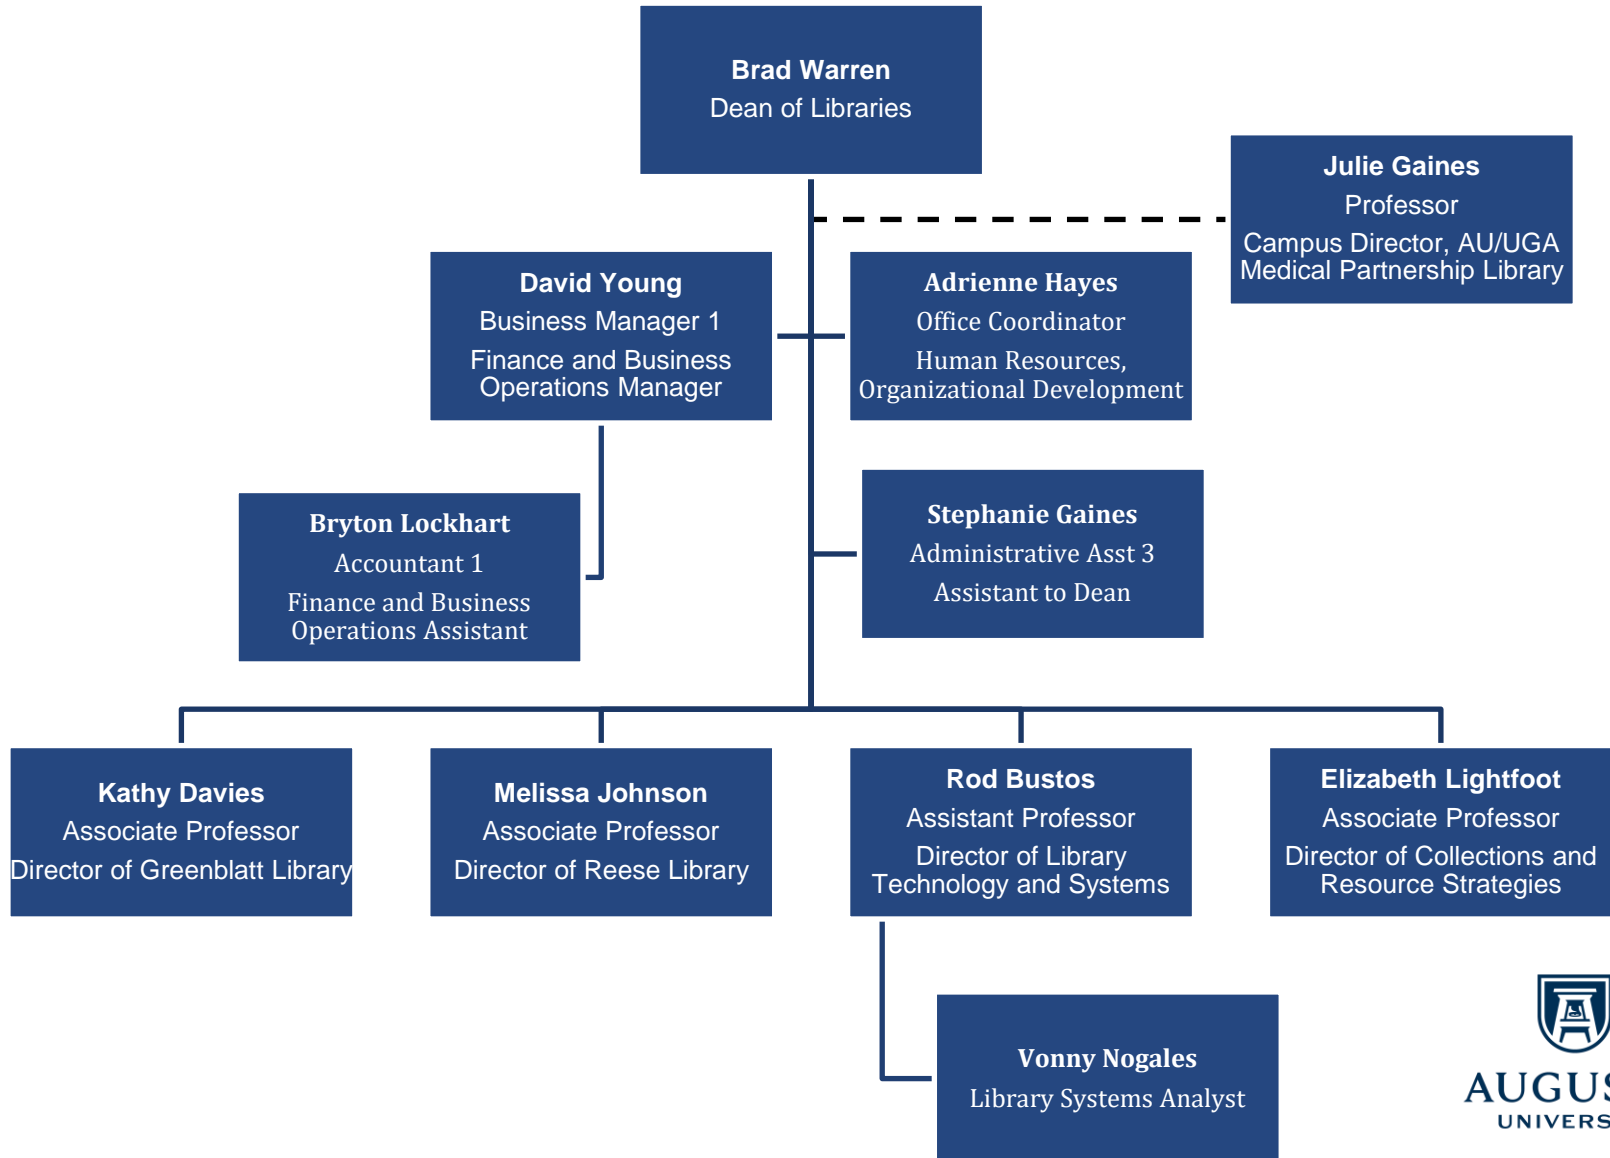 Brad Warren
Dean of Libraries
Julie Gaines
Professor
Campus Director, AU/UGA
Medical Partnership Library
David Young
Business Manager 1
Finance and Business
Operations Manager
Adrienne Hayes
Office Coordinator
Human Resources,
Organizational Development
Bryton Lockhart
Accountant 1
Finance and Business
Operations Assistant
Stephanie Gaines
Administrative Asst 3
Assistant to Dean
Kathy Davies
Associate Professor
Director of Greenblatt Library
Melissa Johnson
Associate Professor
Director of Reese Library
Rod Bustos
Assistant Professor
Director of Library
Technology and Systems
Elizabeth Lightfoot
Associate Professor
Director of Collections and
Resource Strategies
Vonny Nogales
Library Systems Analyst